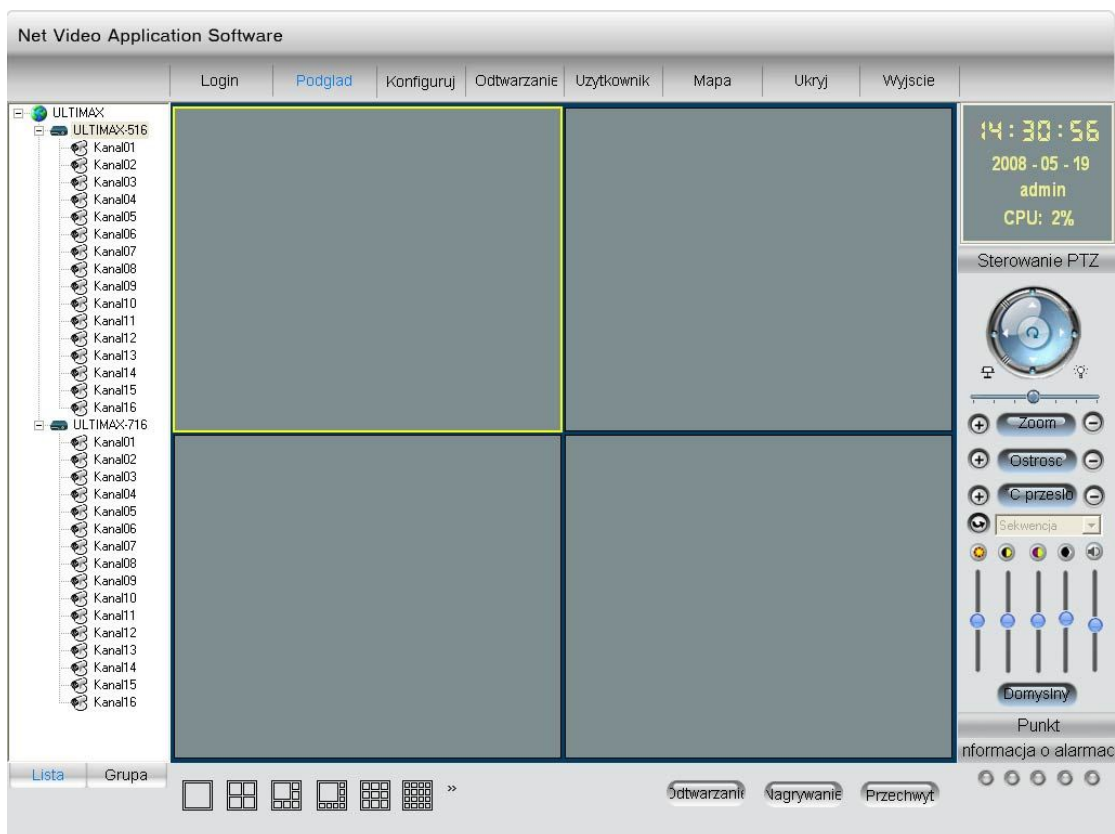 Net Video Application Software
Login Podglad Konfiguruj Odtwarzanie Uzytkownik Mapa Ukryj Wyjscie
ULTIMAX
ULTIMAX-516
Kanal01
Kanal02
Kanal03
Kanal04
Kanal05
Kanal06
Kanal07
Kanal08
Kanal09
Kanal10
Kanal11
Kanal12
Kanal13
Kanal14
Kanal15
Kanal16
ULTIMAX-716
Kanal01
Kanal02
Kanal03
Kanal04
Kanal05
Kanal06
Kanal07
Kanal08
Kanal09
Kanal10
Kanal11
Kanal12
Kanal13
Kanal14
Kanal15
Kanal16
Lista Grupa
14:30:56
2008 - 05 - 19
admin
CPU: 2%
Sterowanie PTZ
Zoom
Ostrosc
C przeslo
Sekwencja
Domyslny
Punkt
nformacja o alarmac
»
Odtwarzanie Nagrywanie Przechwyt